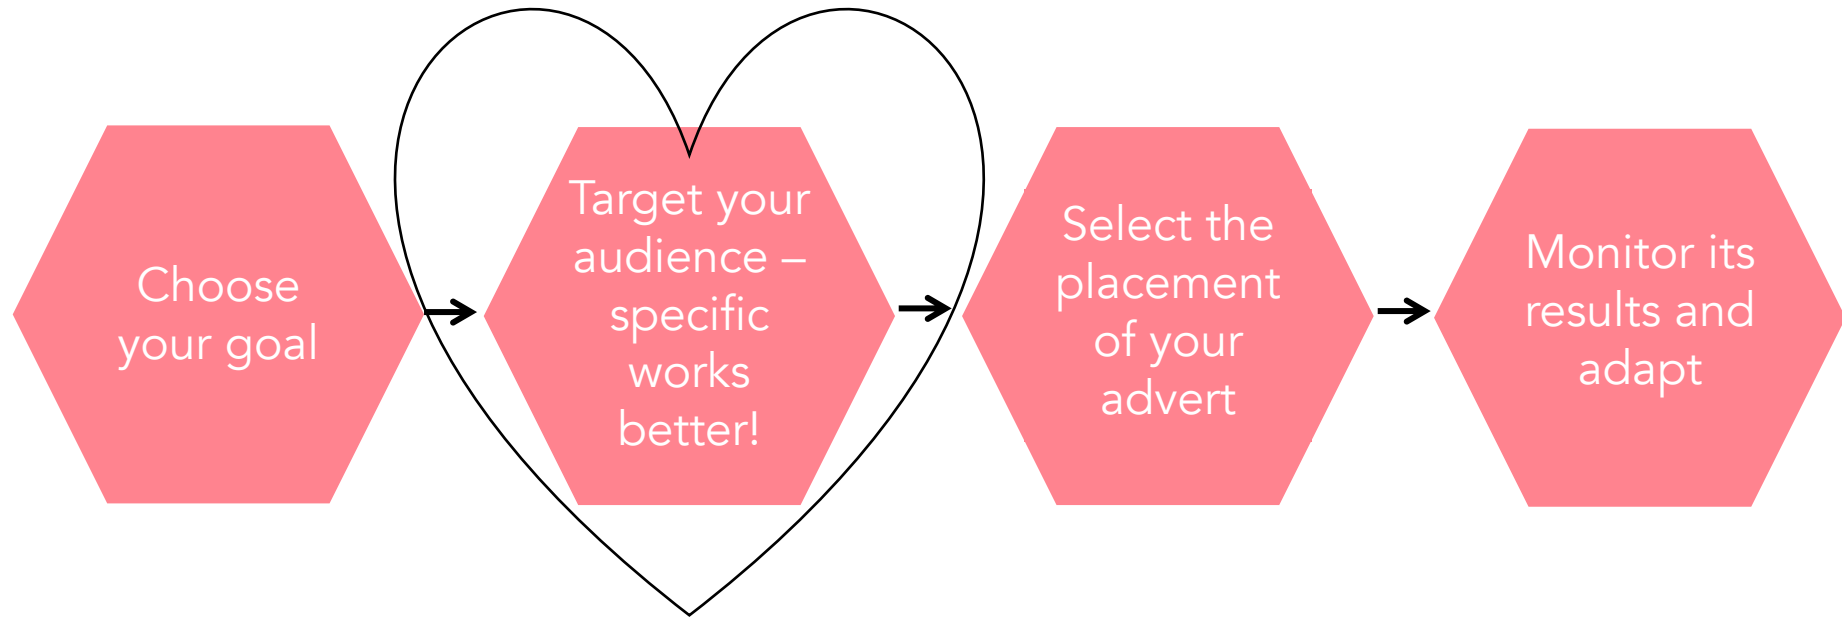 Choose
your goal
Target your
audience –
specific
works
better!
Select the
placement
of your
advert
Monitor its
results and
adapt